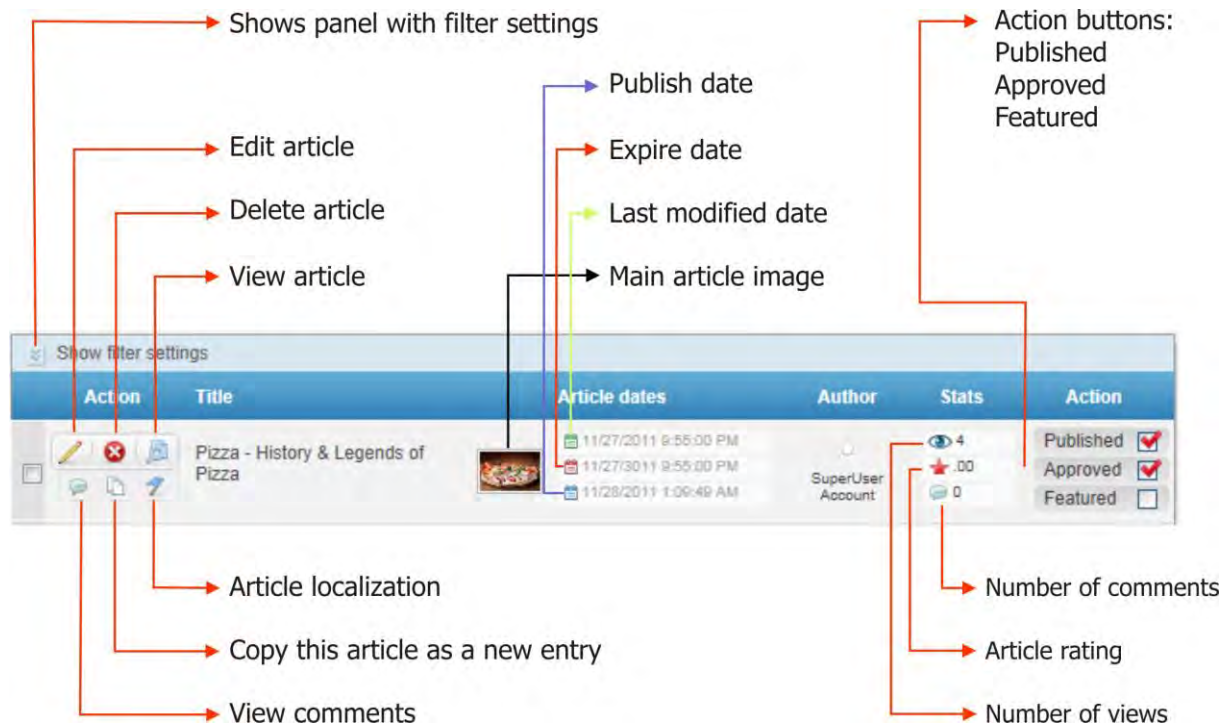 Shows panel with filter settings
Action buttons:
Published
Approved
Featured
Publish date
Edit article
Expire date
Delete article
Last modified date
View article
Main article image
Show filter settings
Action Title Article dates Author Stats Action
Pizza - History & Legends of
Pizza
11/27/2011 9:55:00 PM
11/27/3011 9:55:00 PM
11/28/2011 1:09:49 AM
SuperUser
Account
4
.00
0
Published
Approved
Featured
Article localization
Number of comments
Copy this article as a new entry
Article rating
View comments
Number of views